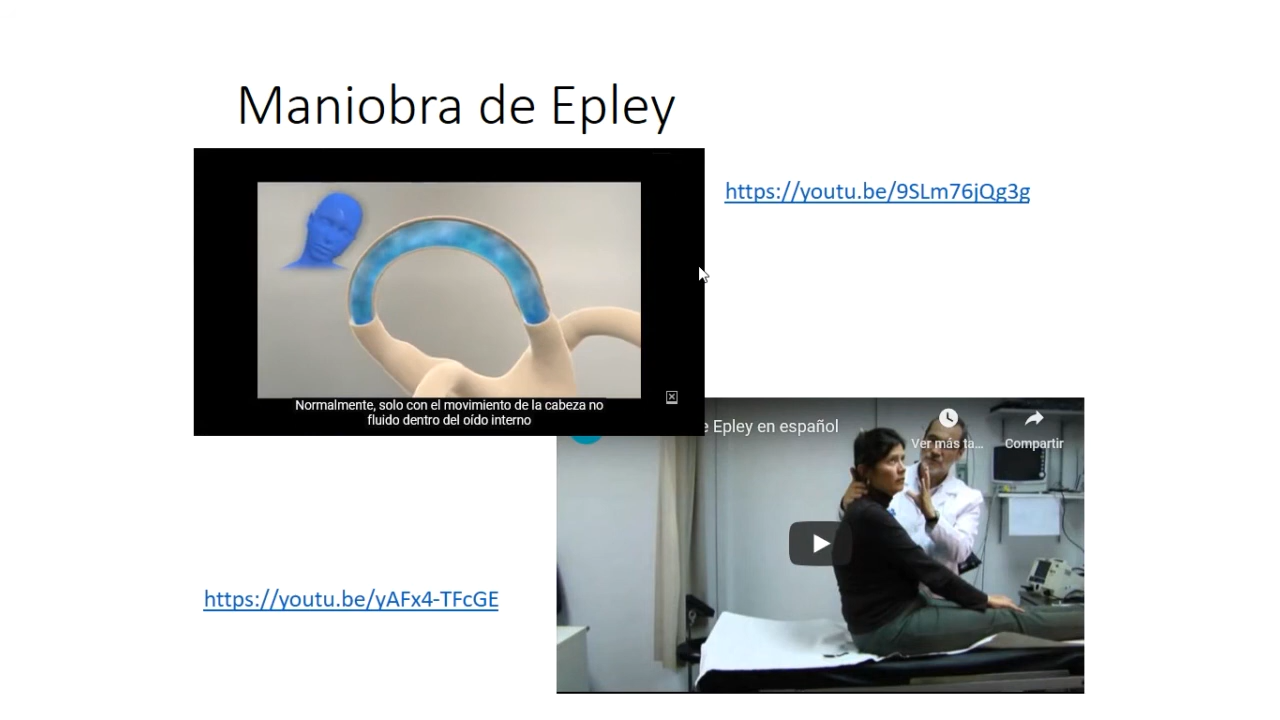 Maniobra de Epley
https://youtu.be/9SLm76jQg3g
Normalmente, solo con el movimiento de la cabeza no
fluido dentro del oído interno
e Epley en español
Ver más ta...
Compartir
https://youtu.be/yAFx4-TFcGE